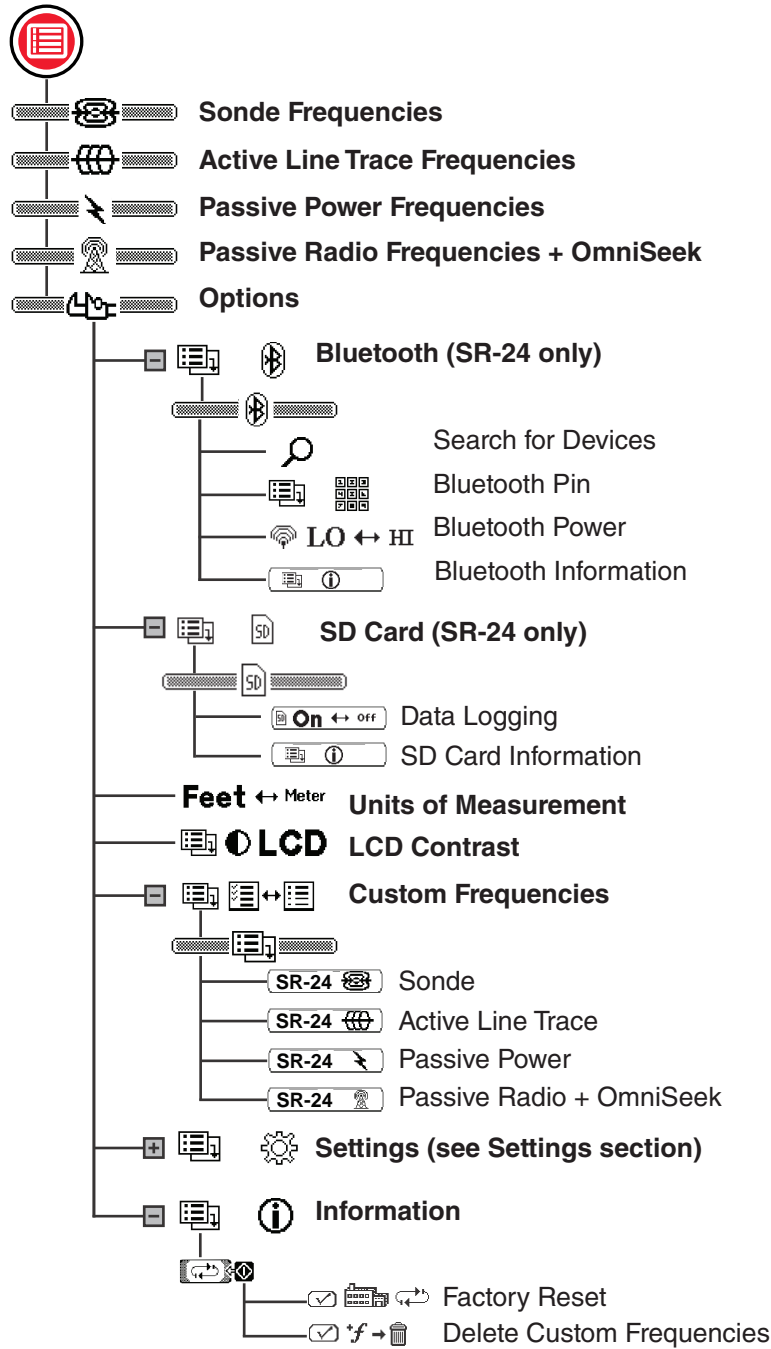 Sonde Frequencies
Active Line Trace Frequencies
Passive Power Frequencies
Passive Radio Frequencies + OmniSeek
Options
Bluetooth (SR-24 only)
Search for Devices
Bluetooth Pin
LO ↔ HI Bluetooth Power
Bluetooth Information
SD SD Card (SR-24 only)
SD
SD On ↔ Off Data Logging
SD Card Information
Feet ↔ Meter Units of Measurement
LCD LCD Contrast
Custom Frequencies
SR-24 Sonde
SR-24 Active Line Trace
SR-24 Passive Power
SR-24 Passive Radio + OmniSeek
Settings (see Settings section)
Information
Factory Reset
+f → Delete Custom Frequencies